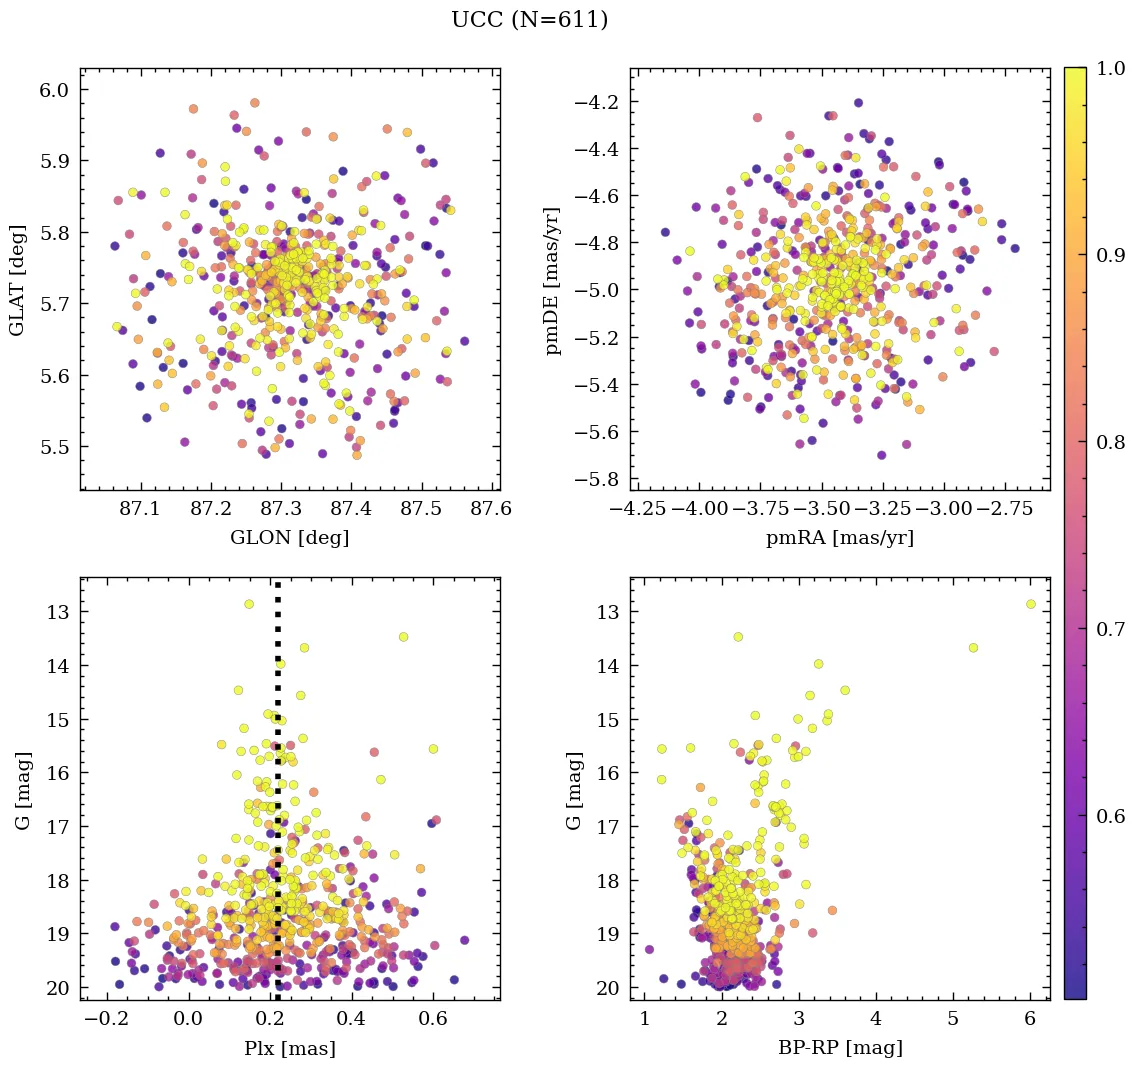 UCC (N=611)
6.0
5.9
5.8
5.7
5.6
5.5
GLAT [deg]
87.1 87.2 87.3 87.4 87.5 87.6
GLON [deg]
−4.2
−4.4
−4.6
−4.8
−5.0
−5.2
−5.4
−5.6
−5.8
pmDE [mas/yr]
−4.25 −4.00 −3.75 −3.50 −3.25 −3.00 −2.75
pmRA [mas/yr]
13
14
15
16
17
18
19
20
G [mag]
−0.2 0.0 0.2 0.4 0.6
Plx [mas]
13
14
15
16
17
18
19
20
G [mag]
1 2 3 4 5 6
BP-RP [mag]
1.0
0.9
0.8
0.7
0.6